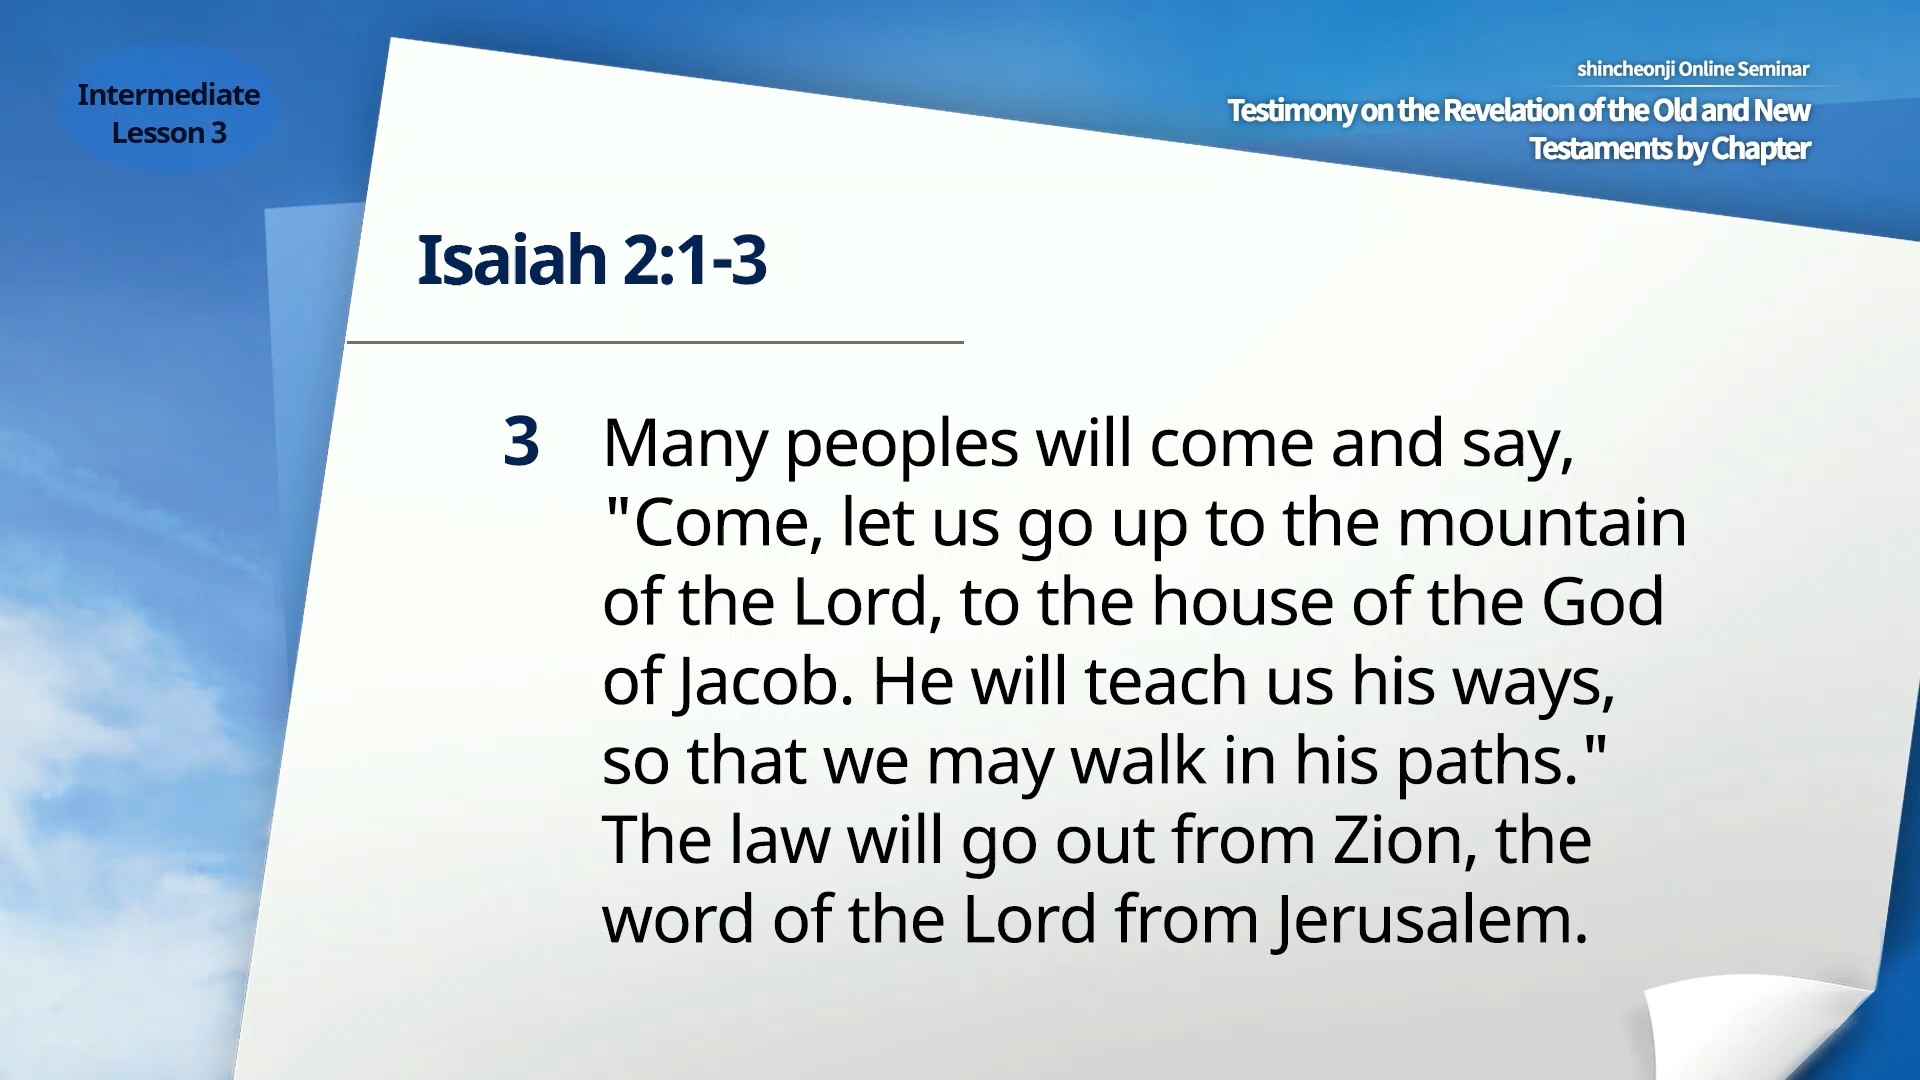 Intermediate
Lesson 3
shincheonji Online Seminar
Testimony on the Revelation of the Old and New
Testaments by Chapter
Isaiah 2:1-3
3 Many peoples will come and say,
"Come, let us go up to the mountain
of the Lord, to the house of the God
of Jacob. He will teach us his ways,
so that we may walk in his paths."
The law will go out from Zion, the
word of the Lord from Jerusalem.